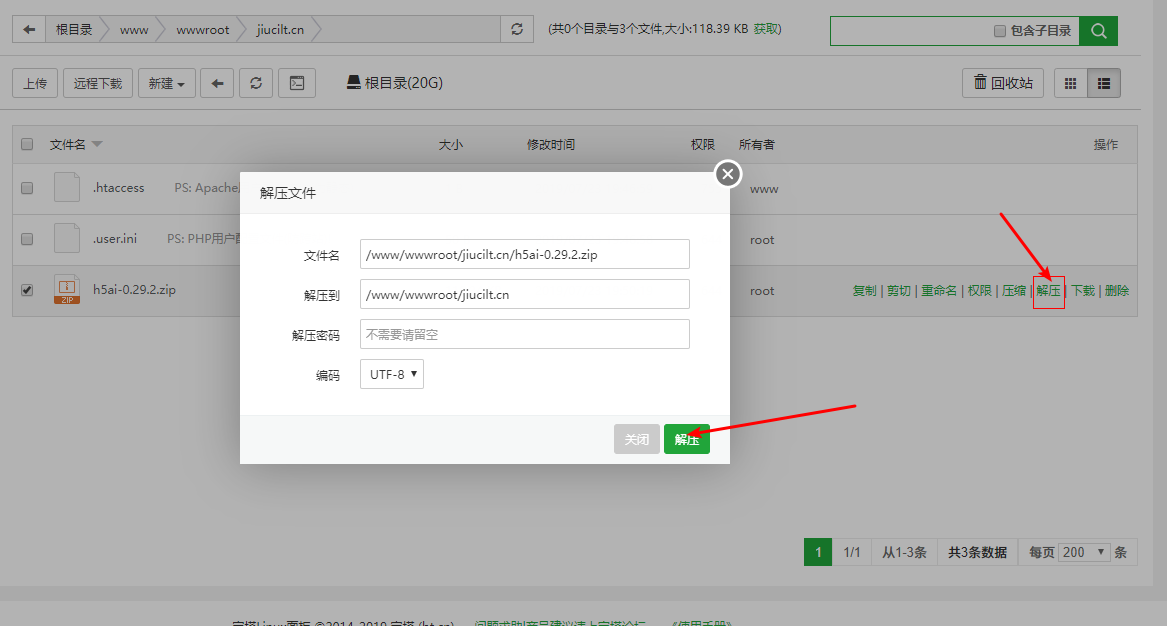 根目录 www wwwroot jiucilt.cn (共0个目录与3个文件,大小:118.39 KB 获取) 包含子目录
上传 远程下载 新建 根目录(20G) 回收站
文件名 大小 修改时间 权限 所有者 操作
.htaccess PS: Apache www
解压文件
.user.ini PS: PHP用户 root
文件名 /www/wwwroot/jiucilt.cn/h5ai-0.29.2.zip
ZIP h5ai-0.29.2.zip root 复制 | 剪切 | 重命名 | 权限 | 压缩 | 解压 | 下载 | 删除
解压到 /www/wwwroot/jiucilt.cn
解压密码 不需要请留空
编码 UTF-8
关闭 解压
1 1/1 从1-3条 共3条数据 每页 200 条
宝塔Linux面板 ©2014-2019 宝塔 (bt.cn) 问题求助|产品建议请上宝塔论坛 《使用手册》